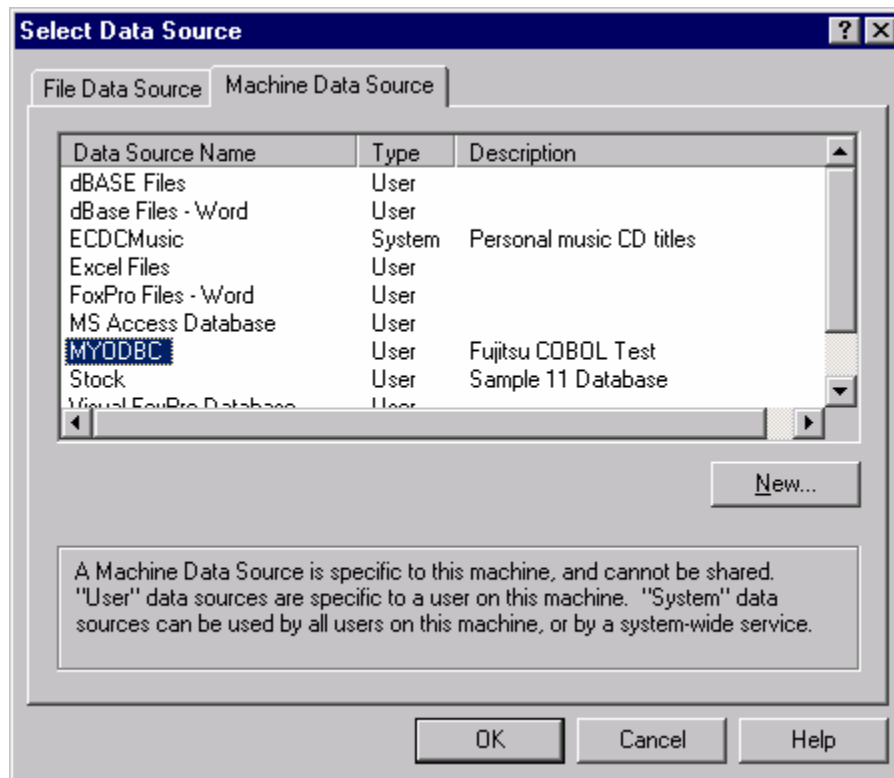 Select Data Source
File Data Source Machine Data Source
Data Source Name Type Description
dBASE Files User
dBase Files - Word User
ECDCMusic System Personal music CD titles
Excel Files User
FoxPro Files - Word User
MS Access Database User
MYODBC User Fujitsu COBOL Test
Stock User Sample 11 Database
Visual FoxPro Database User
New...
A Machine Data Source is specific to this machine, and cannot be shared.
"User" data sources are specific to a user on this machine. "System" data
sources can be used by all users on this machine, or by a system-wide service.
OK Cancel Help